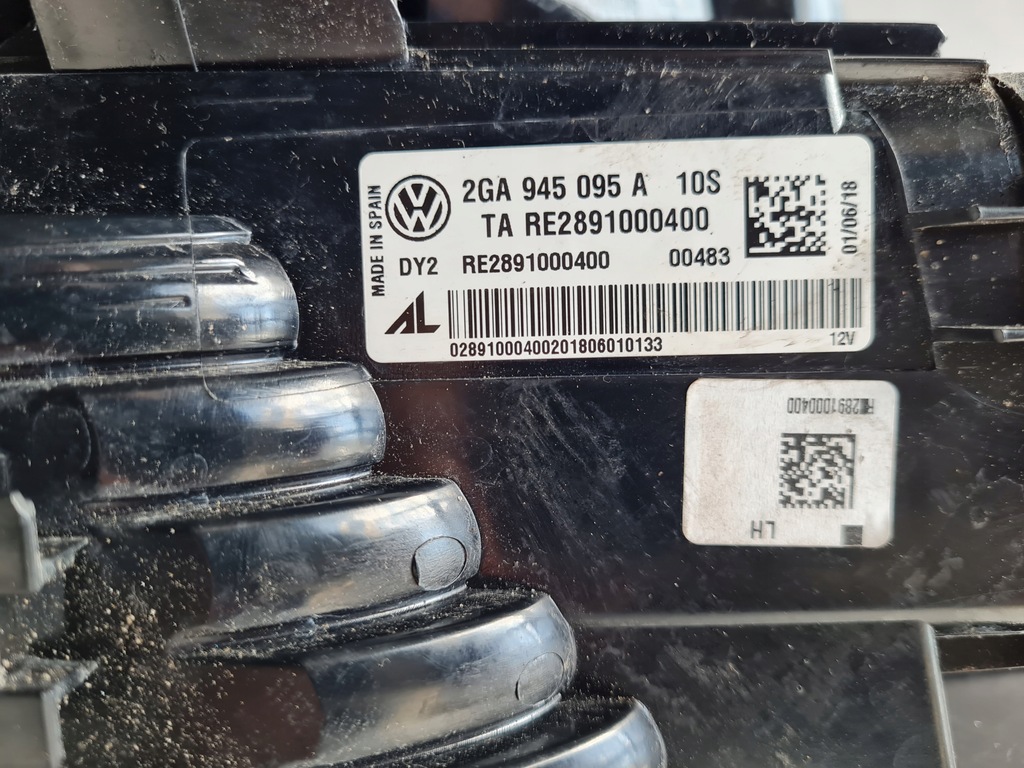 MADE IN SPAIN
2GA 945 095 A 10S
TA RE2891000400
DY2 RE2891000400 00483
01/06/18
AL
02891000400201806010133
12V
RE2891000400
LH